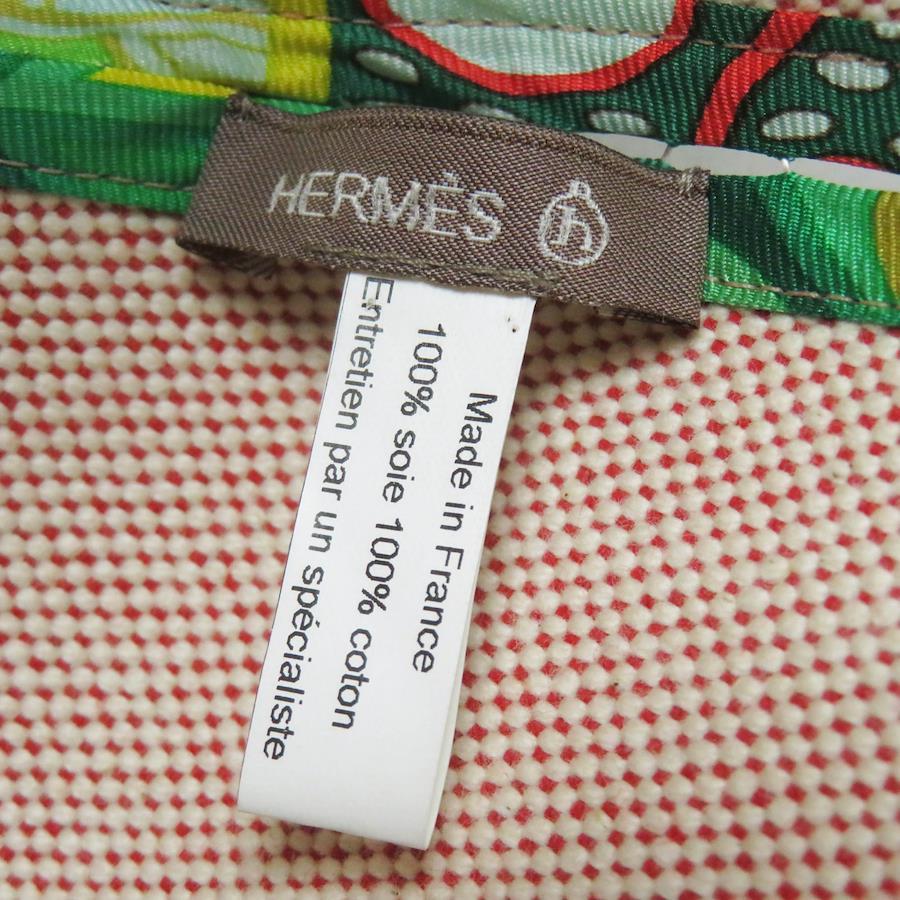 HERMÈS h
Made in France
100% soie 100% coton
Entretien par un spécialiste